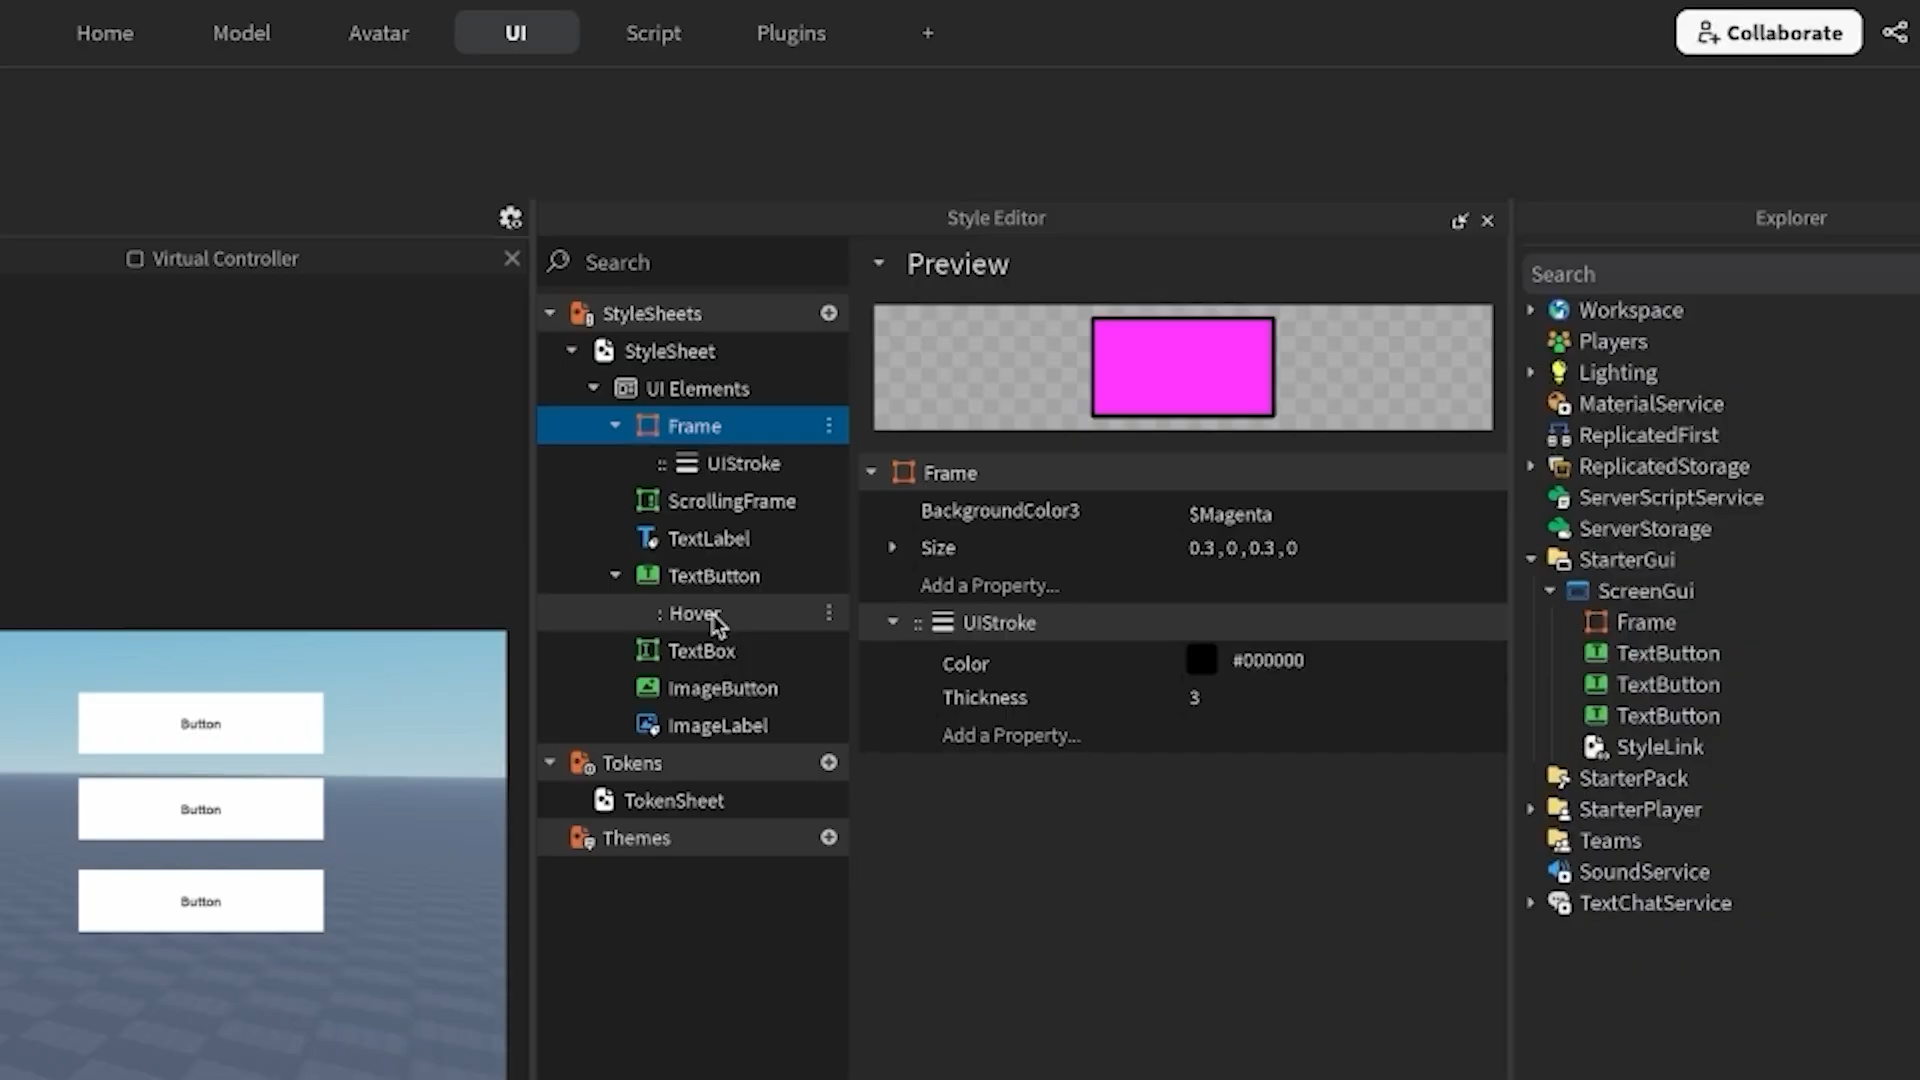 Home
Model
Avatar
UI
Script
Plugins
+
Collaborate
Virtual Controller
Button
Button
Button
Style Editor
Search
StyleSheets
StyleSheet
UI Elements
Frame
:: UIStroke
ScrollingFrame
TextLabel
TextButton
: Hover
TextBox
ImageButton
ImageLabel
Tokens
TokenSheet
Themes
Preview
Frame
BackgroundColor3 $Magenta
Size 0.3,0,0.3,0
Add a Property...
:: UIStroke
Color #000000
Thickness 3
Add a Property...
Explorer
Search
Workspace
Players
Lighting
MaterialService
ReplicatedFirst
ReplicatedStorage
ServerScriptService
ServerStorage
StarterGui
ScreenGui
Frame
TextButton
TextButton
TextButton
StyleLink
StarterPack
StarterPlayer
Teams
SoundService
TextChatService